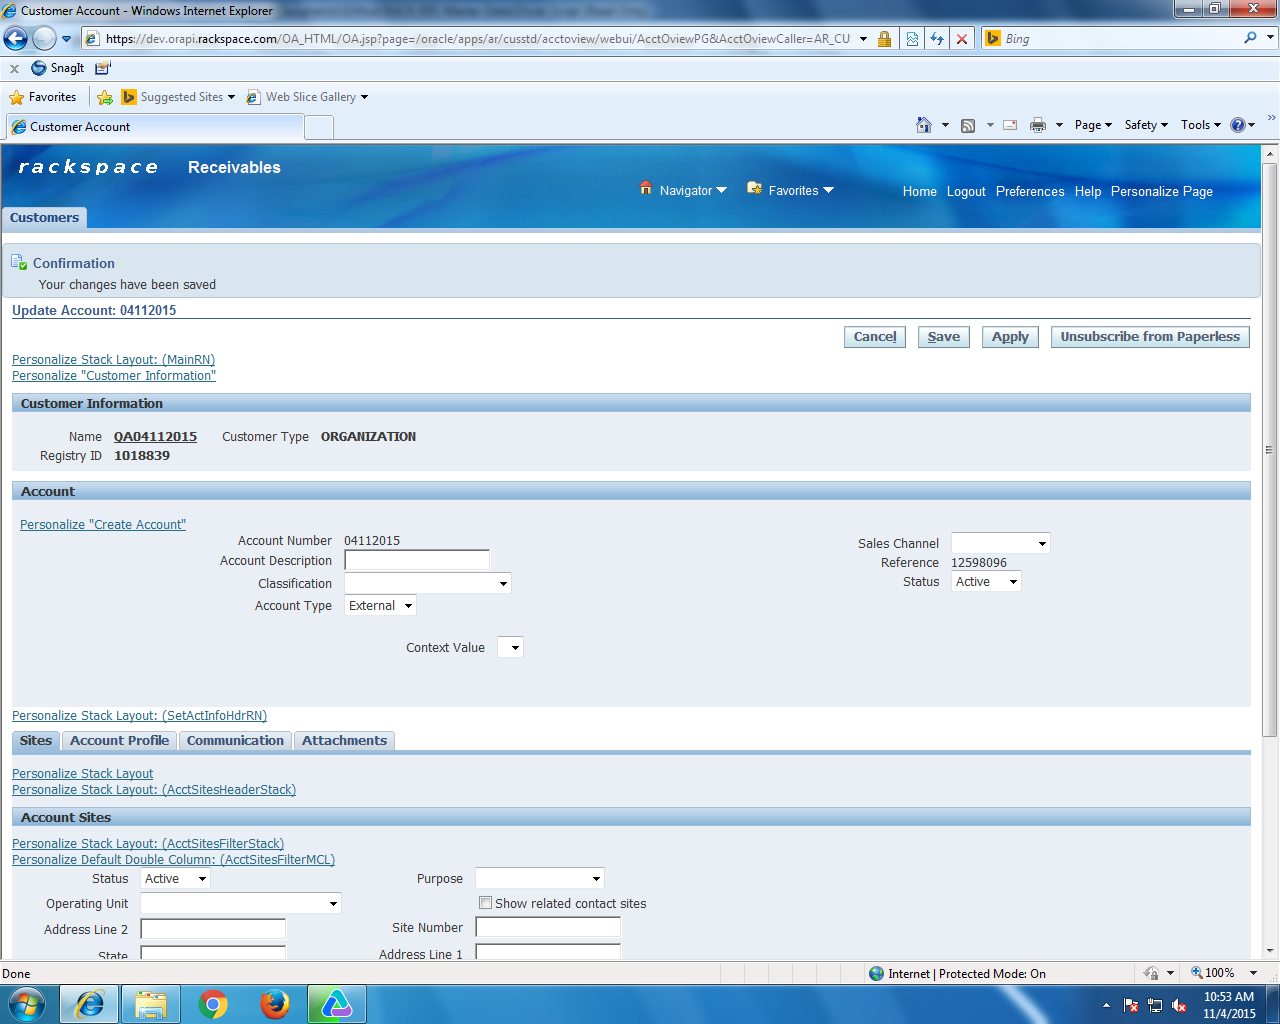 Customer Account - Windows Internet Explorer
https://dev.orapi.rackspace.com/OA_HTML/OA.jsp?page=/oracle/apps/ar/cusstd/acctoview/webui/AcctOviewPG&AcctOviewCaller=AR_CU
Bing
x SnagIt
Favorites Suggested Sites Web Slice Gallery
Customer Account
Page Safety Tools
rackspace Receivables
Navigator Favorites Home Logout Preferences Help Personalize Page
Customers
Confirmation
Your changes have been saved
Update Account: 04112015
Cancel Save Apply Unsubscribe from Paperless
Personalize Stack Layout: (MainRN)
Personalize "Customer Information"
Customer Information
Name QA04112015 Customer Type ORGANIZATION
Registry ID 1018839
Account
Personalize "Create Account"
Account Number 04112015
Sales Channel
Account Description
Reference 12598096
Classification
Status Active
Account Type External
Context Value
Personalize Stack Layout: (SetActInfoHdrRN)
Sites Account Profile Communication Attachments
Personalize Stack Layout
Personalize Stack Layout: (AcctSitesHeaderStack)
Account Sites
Personalize Stack Layout: (AcctSitesFilterStack)
Personalize Default Double Column: (AcctSitesFilterMCL)
Status Active Purpose
Operating Unit Show related contact sites
Address Line 2 Site Number
State Address Line 1
Done Internet | Protected Mode: On 100%
10:53 AM
11/4/2015